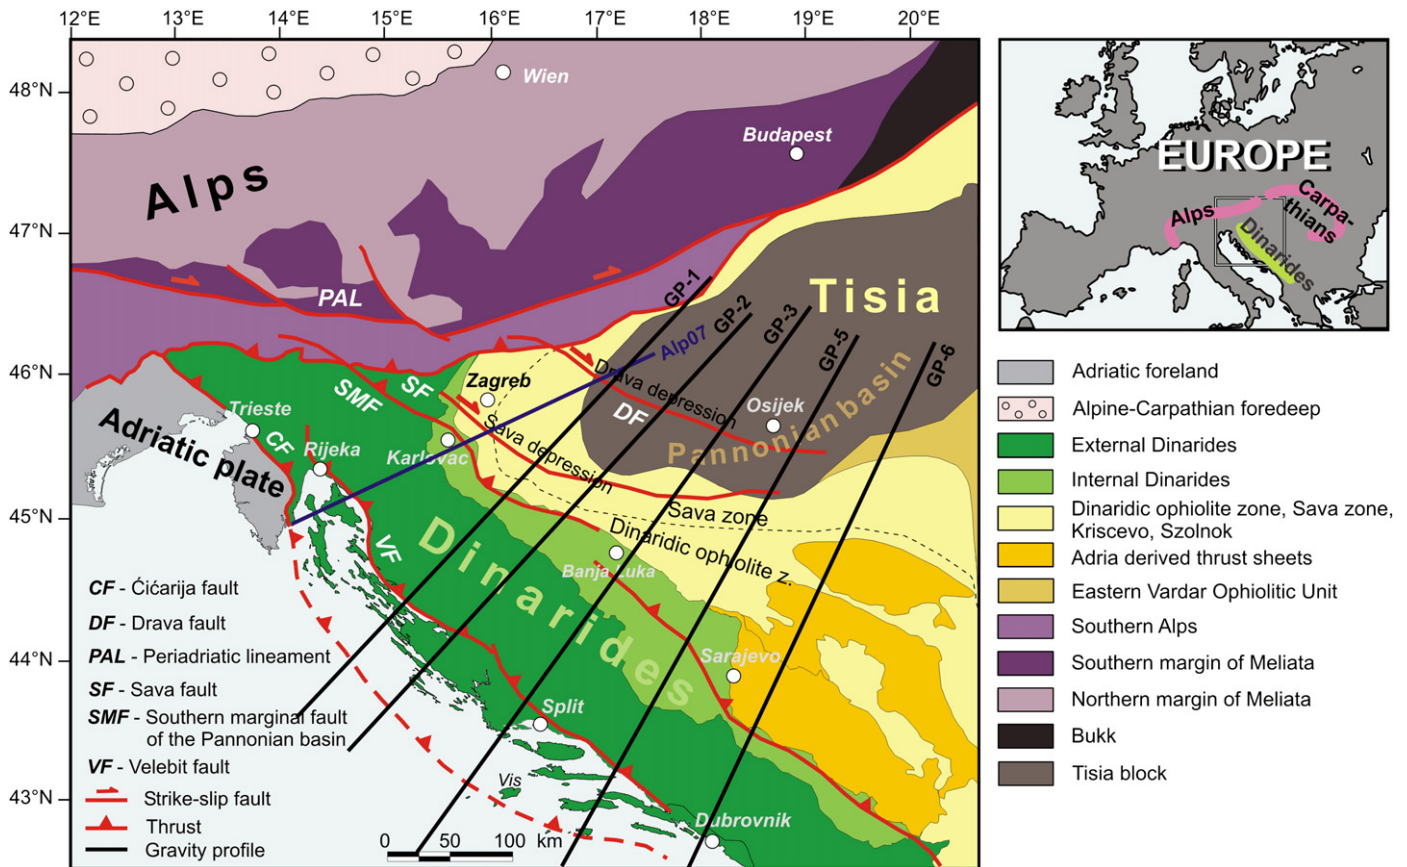 12°E 13°E 14°E 15°E 16°E 17°E 18°E 19°E 20°E
48°N
47°N
46°N
45°N
44°N
43°N
Wien
Budapest
Alps
PAL
GP-1
GP-2
GP-3
GP-5
GP-6
Tisia
Alp07
Zagreb
SF
SMF
Drava depression
DF
Osijek
Pannonian basin
Trieste
CF
Rijeka
Karlovac
Sava depression
Adriatic plate
Sava zone
Dinaridic ophiolite z.
VF
Dinarides
Banja Luka
Sarajevo
Split
Vis
Dubrovnik
CF - Ćićarija fault
DF - Drava fault
PAL - Periadriatic lineament
SF - Sava fault
SMF - Southern marginal fault
of the Pannonian basin
VF - Velebit fault
Strike-slip fault
Thrust
Gravity profile
0 50 100 km
EUROPE
Alps
Carpa-
thians
Dinarides
Adriatic foreland
Alpine-Carpathian foredeep
External Dinarides
Internal Dinarides
Dinaridic ophiolite zone, Sava zone,
Kriscevo, Szolnok
Adria derived thrust sheets
Eastern Vardar Ophiolitic Unit
Southern Alps
Southern margin of Meliata
Northern margin of Meliata
Bukk
Tisia block